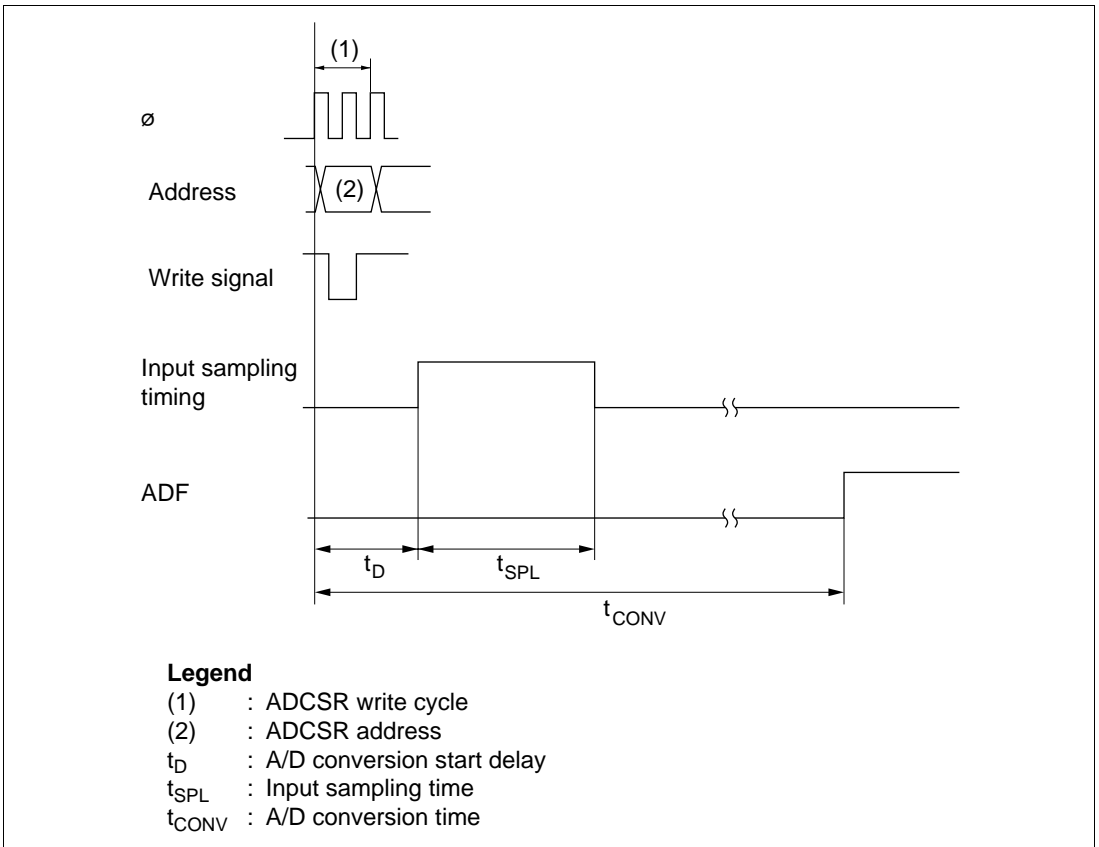 (1)
ø
Address
(2)
Write signal
Input sampling
timing
ADF
tD
tSPL
tCONV
Legend
(1) : ADCSR write cycle
(2) : ADCSR address
tD : A/D conversion start delay
tSPL : Input sampling time
tCONV : A/D conversion time